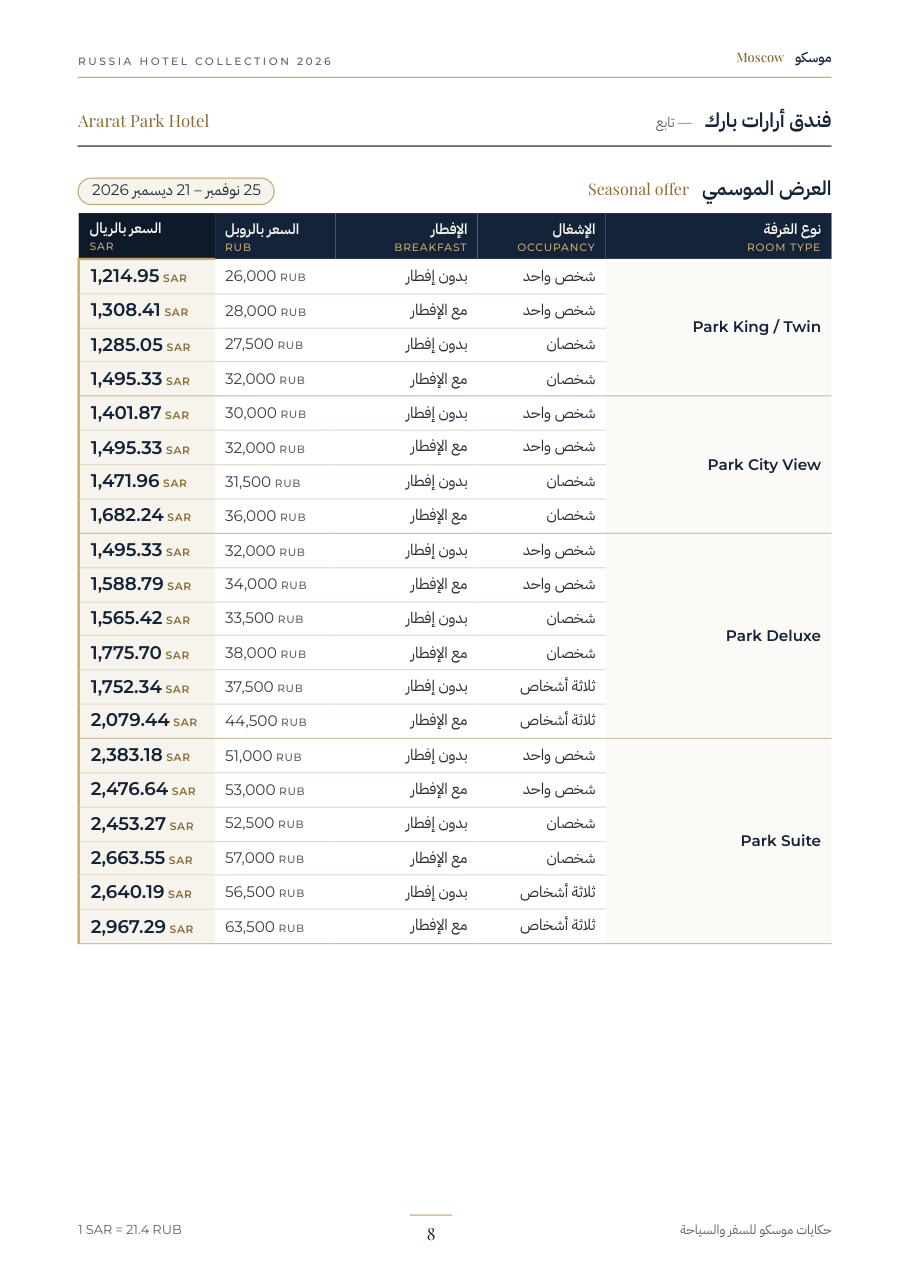 RUSSIA HOTEL COLLECTION 2026
موسكو Moscow
فندق أرارات بارك — تابع
Ararat Park Hotel
العرض الموسمي Seasonal offer
25 نوفمبر – 21 ديسمبر 2026
نوع الغرفة الإشغال الإفطار السعر بالروبل السعر بالريال
ROOM TYPE OCCUPANCY BREAKFAST RUB SAR
Park King / Twin
شخص واحد بدون إفطار 26,000 RUB 1,214.95 SAR
شخص واحد مع الإفطار 28,000 RUB 1,308.41 SAR
شخصان بدون إفطار 27,500 RUB 1,285.05 SAR
شخصان مع الإفطار 32,000 RUB 1,495.33 SAR
Park City View
شخص واحد بدون إفطار 30,000 RUB 1,401.87 SAR
شخص واحد مع الإفطار 32,000 RUB 1,495.33 SAR
شخصان بدون إفطار 31,500 RUB 1,471.96 SAR
شخصان مع الإفطار 36,000 RUB 1,682.24 SAR
Park Deluxe
شخص واحد بدون إفطار 32,000 RUB 1,495.33 SAR
شخص واحد مع الإفطار 34,000 RUB 1,588.79 SAR
شخصان بدون إفطار 33,500 RUB 1,565.42 SAR
شخصان مع الإفطار 38,000 RUB 1,775.70 SAR
ثلاثة أشخاص بدون إفطار 37,500 RUB 1,752.34 SAR
ثلاثة أشخاص مع الإفطار 44,500 RUB 2,079.44 SAR
Park Suite
شخص واحد بدون إفطار 51,000 RUB 2,383.18 SAR
شخص واحد مع الإفطار 53,000 RUB 2,476.64 SAR
شخصان بدون إفطار 52,500 RUB 2,453.27 SAR
شخصان مع الإفطار 57,000 RUB 2,663.55 SAR
ثلاثة أشخاص بدون إفطار 56,500 RUB 2,640.19 SAR
ثلاثة أشخاص مع الإفطار 63,500 RUB 2,967.29 SAR
حكايات موسكو للسفر والسياحة
8
1 SAR = 21.4 RUB